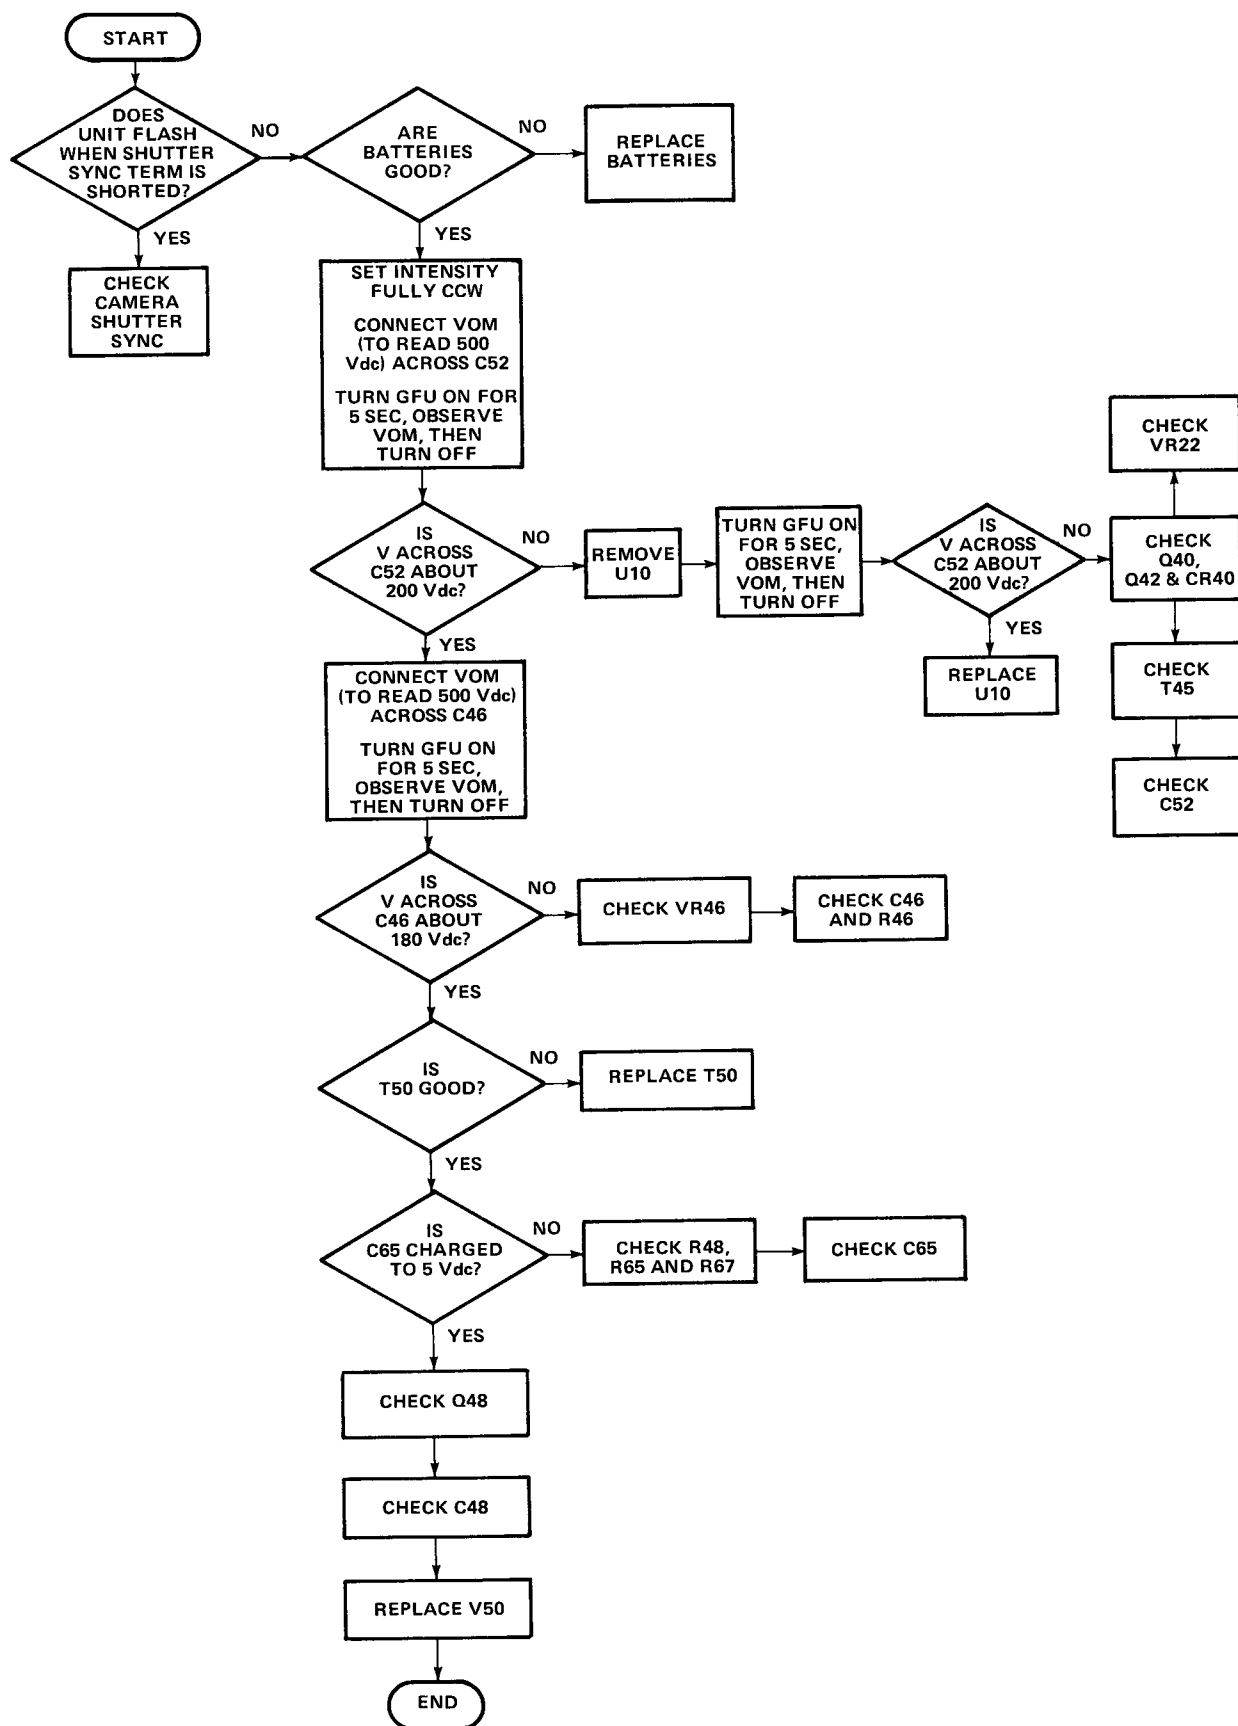 START
DOES
UNIT FLASH
WHEN SHUTTER
SYNC TERM IS
SHORTED?
NO
ARE
BATTERIES
GOOD?
NO
REPLACE
BATTERIES
YES
CHECK
CAMERA
SHUTTER
SYNC
YES
SET INTENSITY
FULLY CCW
CONNECT VOM
(TO READ 500
Vdc) ACROSS C52
TURN GFU ON FOR
5 SEC, OBSERVE
VOM, THEN
TURN OFF
IS
V ACROSS
C52 ABOUT
200 Vdc?
NO
REMOVE
U10
TURN GFU ON
FOR 5 SEC,
OBSERVE
VOM, THEN
TURN OFF
IS
V ACROSS
C52 ABOUT
200 Vdc?
NO
CHECK
Q40,
Q42 & CR40
CHECK
VR22
CHECK
T45
CHECK
C52
YES
REPLACE
U10
YES
CONNECT VOM
(TO READ 500 Vdc)
ACROSS C46
TURN GFU ON
FOR 5 SEC,
OBSERVE VOM,
THEN TURN OFF
IS
V ACROSS
C46 ABOUT
180 Vdc?
NO
CHECK VR46
CHECK C46
AND R46
YES
IS
T50 GOOD?
NO
REPLACE T50
YES
IS
C65 CHARGED
TO 5 Vdc?
NO
CHECK R48,
R65 AND R67
CHECK C65
YES
CHECK Q48
CHECK C48
REPLACE V50
END